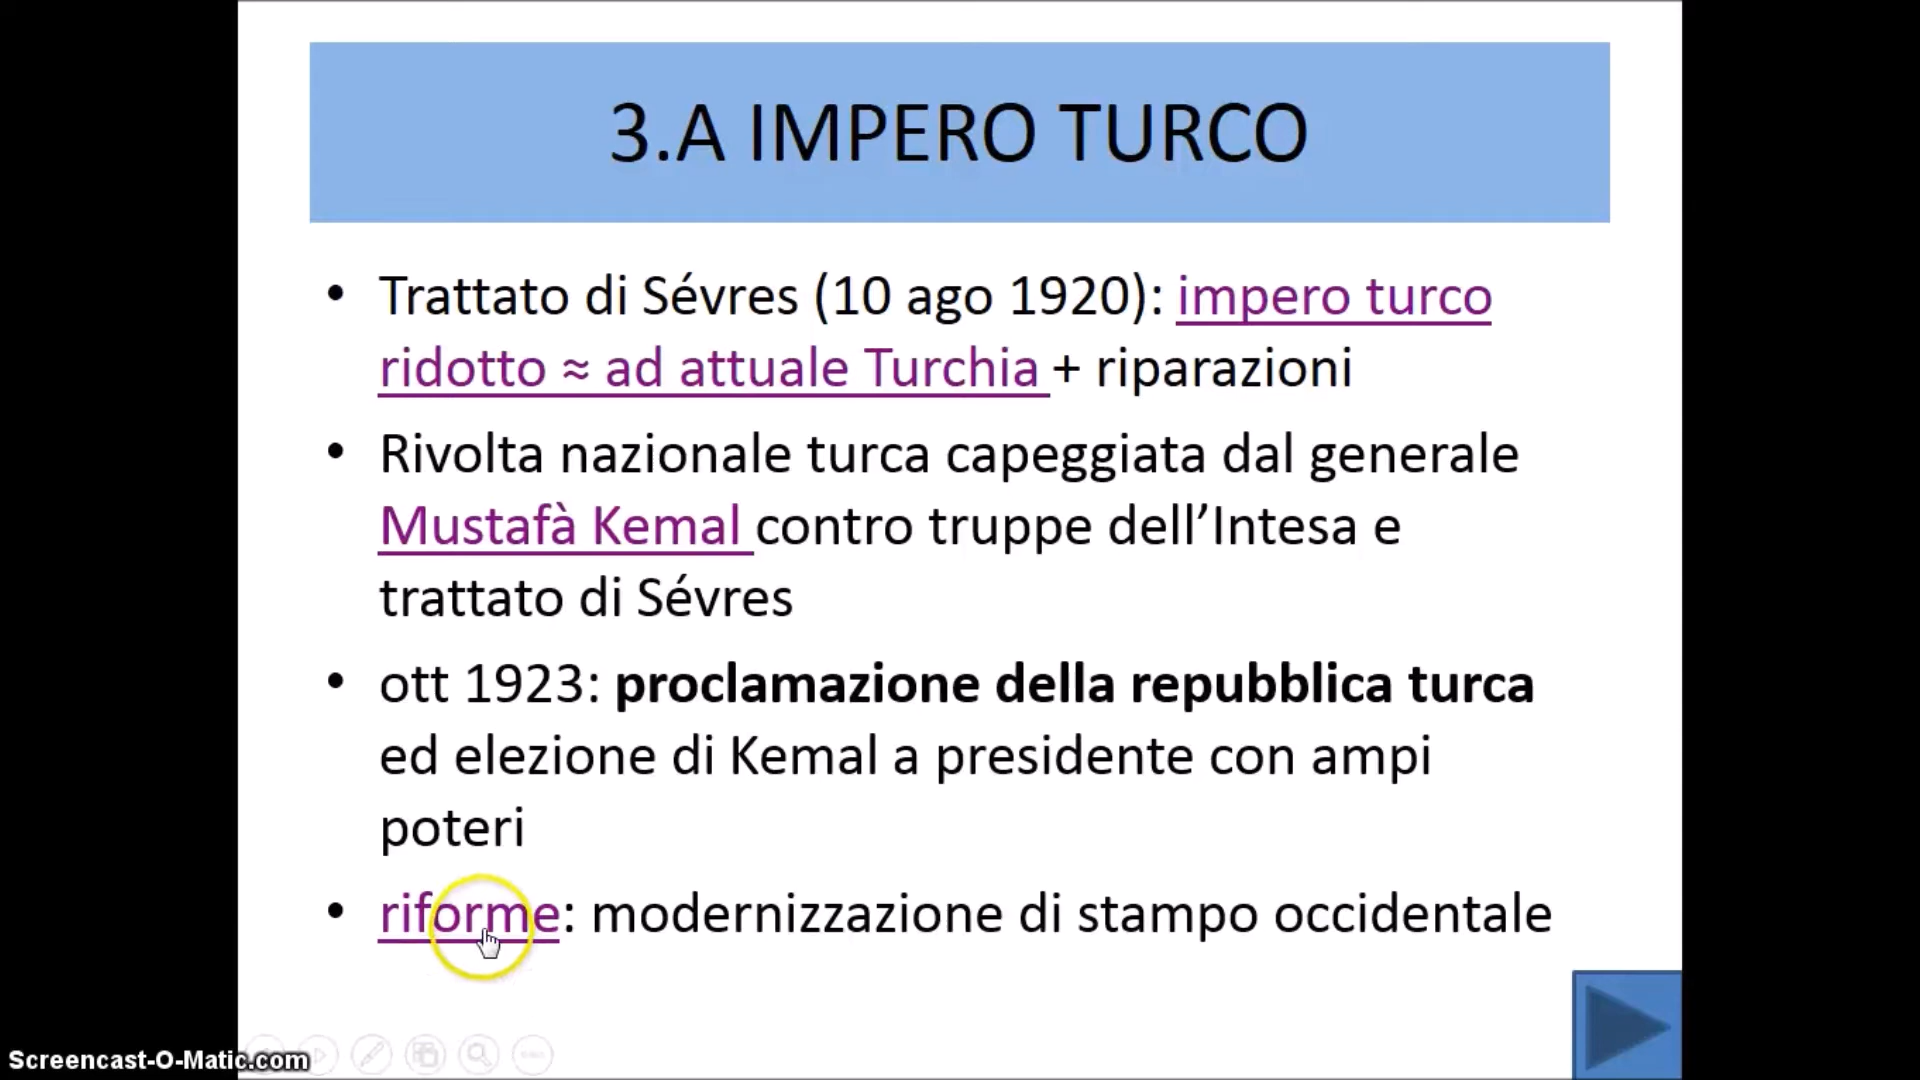 3.A IMPERO TURCO
• Trattato di Sévres (10 ago 1920): impero turco
ridotto ≈ ad attuale Turchia + riparazioni
• Rivolta nazionale turca capeggiata dal generale
Mustafà Kemal contro truppe dell’Intesa e
trattato di Sévres
• ott 1923: proclamazione della repubblica turca
ed elezione di Kemal a presidente con ampi
poteri
• riforme: modernizzazione di stampo occidentale
Screencast-O-Matic.com